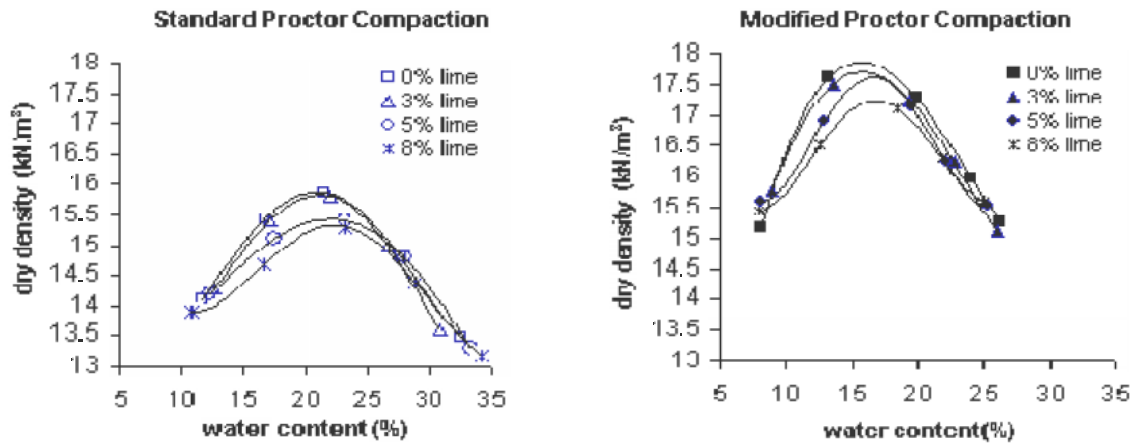 Standard Proctor Compaction
18
17.5
17
16.5
16
15.5
15
14.5
14
13.5
13
dry density (kN/m³)
0% lime
3% lime
5% lime
8% lime
5 10 15 20 25 30 35
water content (%)
Modified Proctor Compaction
18
17.5
17
16.5
16
15.5
15
14.5
14
13.5
13
dry density (kN/m³)
0% lime
3% lime
5% lime
8% lime
5 10 15 20 25 30 35
water content(%)